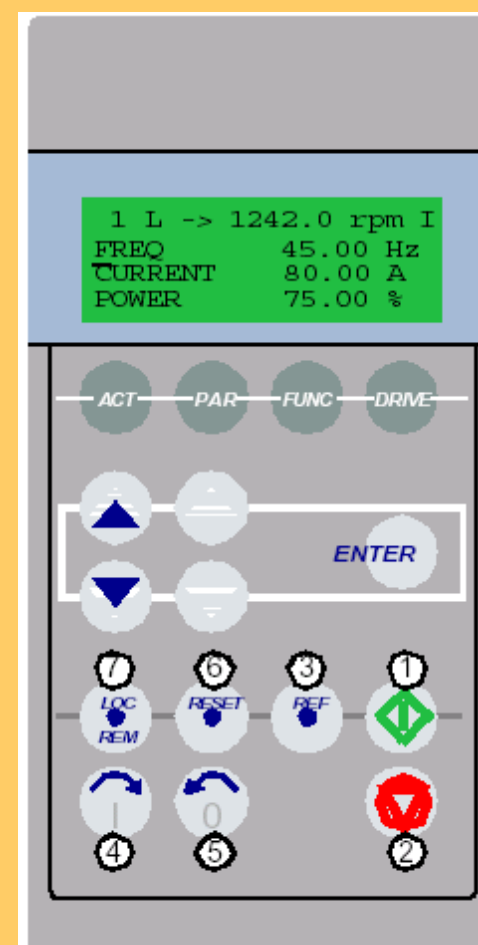 1 L -> 1242.0 rpm I
FREQ 45.00 Hz
CURRENT 80.00 A
POWER 75.00 %
ACT PAR FUNC DRIVE
ENTER
7 6 3 1
LOC REM RESET REF
I 0
4 5 2